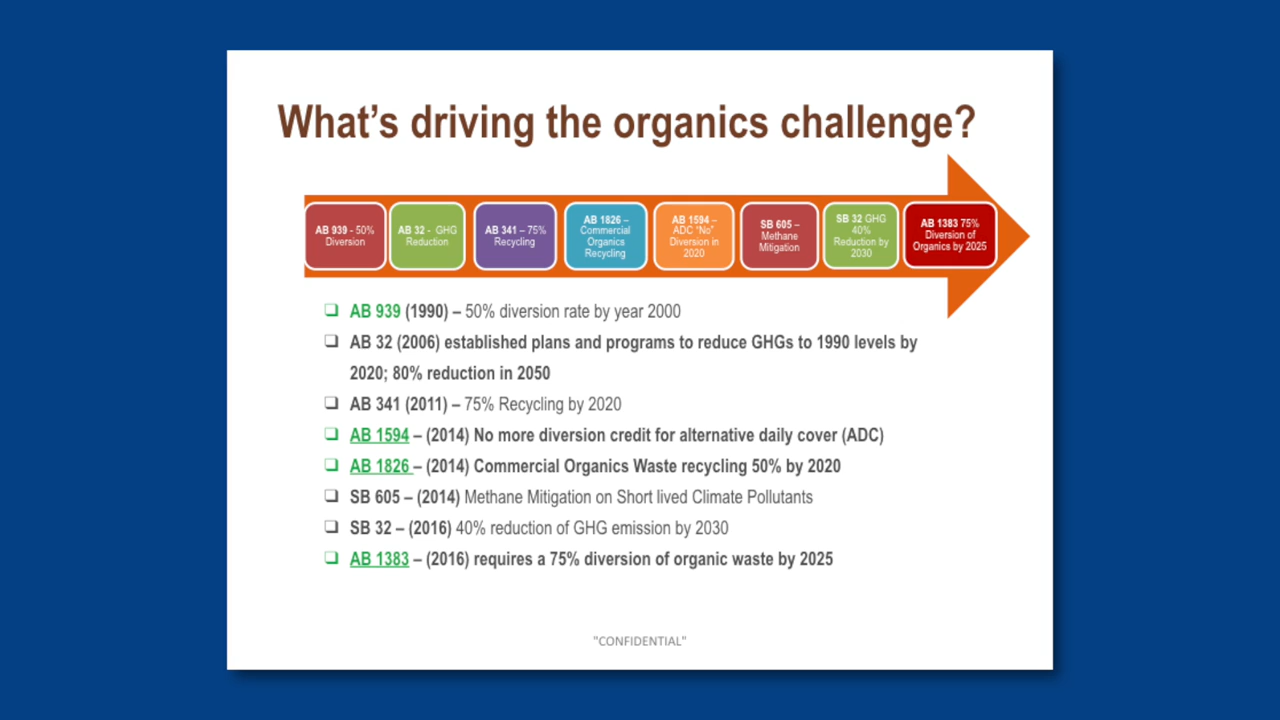 What’s driving the organics challenge?
AB 939 - 50%
Diversion
AB 32 - GHG
Reduction
AB 341 – 75%
Recycling
AB 1826 –
Commercial
Organics
Recycling
AB 1594 –
ADC "No"
Diversion in
2020
SB 605 –
Methane
Mitigation
SB 32 GHG
40%
Reduction by
2030
AB 1383 75%
Diversion of
Organics by 2025
AB 939 (1990) – 50% diversion rate by year 2000
AB 32 (2006) established plans and programs to reduce GHGs to 1990 levels by
2020; 80% reduction in 2050
AB 341 (2011) – 75% Recycling by 2020
AB 1594 – (2014) No more diversion credit for alternative daily cover (ADC)
AB 1826 – (2014) Commercial Organics Waste recycling 50% by 2020
SB 605 – (2014) Methane Mitigation on Short lived Climate Pollutants
SB 32 – (2016) 40% reduction of GHG emission by 2030
AB 1383 – (2016) requires a 75% diversion of organic waste by 2025
"CONFIDENTIAL"